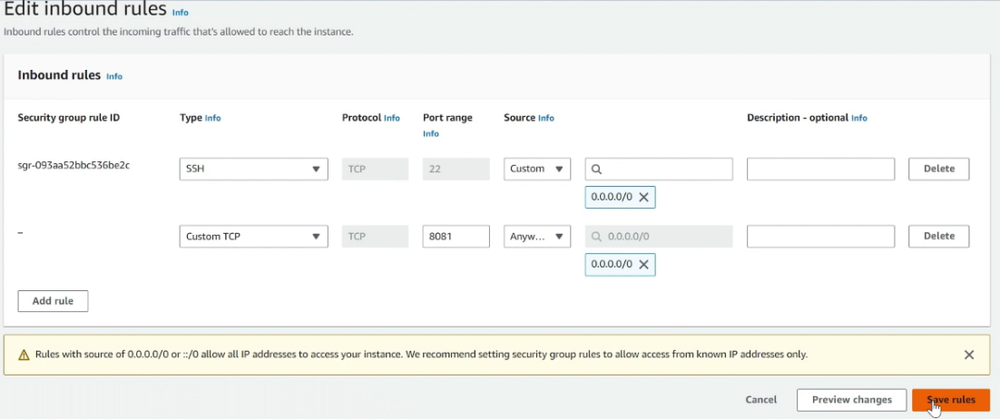 Edit inbound rules Info
Inbound rules control the incoming traffic that's allowed to reach the instance.
Inbound rules Info
Security group rule ID Type Info Protocol Info Port range Info Source Info Description - optional Info
sgr-093aa52bbc536be2c SSH TCP 22 Custom Delete
0.0.0.0/0
– Custom TCP TCP 8081 Anyw... 0.0.0.0/0 Delete
0.0.0.0/0
Add rule
Rules with source of 0.0.0.0/0 or ::/0 allow all IP addresses to access your instance. We recommend setting security group rules to allow access from known IP addresses only.
Cancel Preview changes Save rules